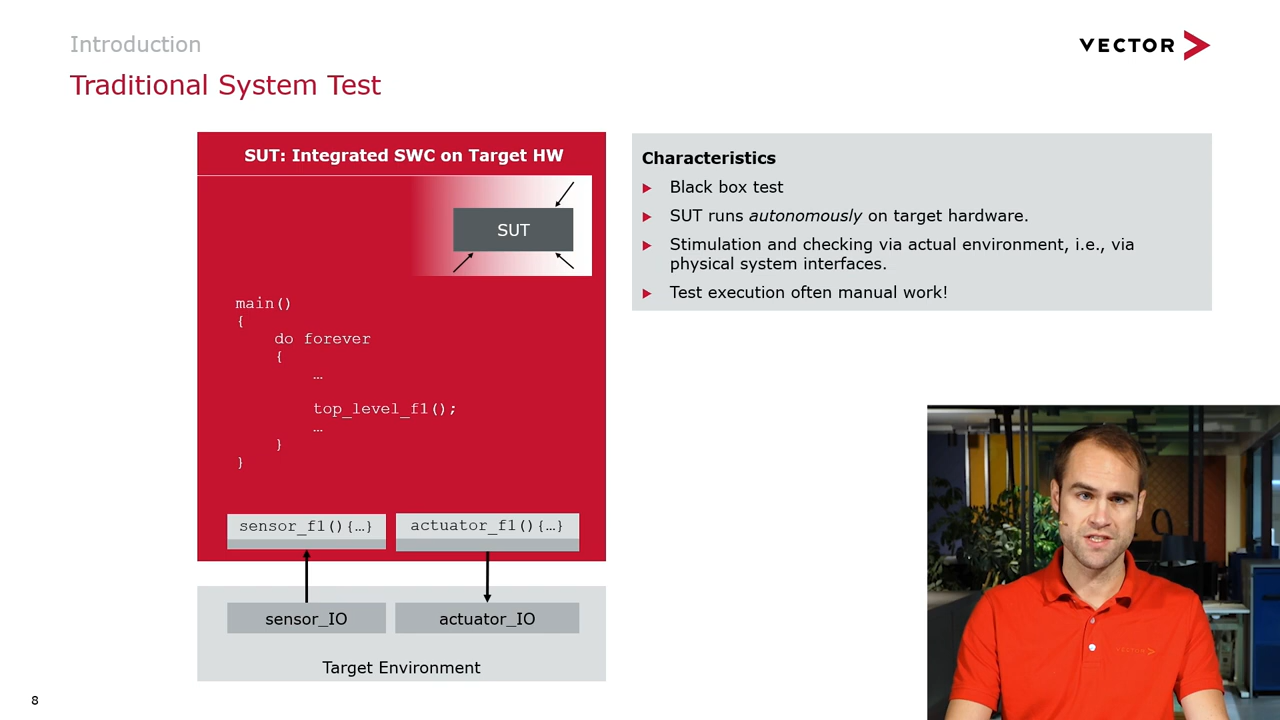 Introduction
Traditional System Test
VECTOR
SUT: Integrated SWC on Target HW
SUT
main()
{
do forever
{
…
top_level_f1();
…
}
}
sensor_f1(){…}
actuator_f1(){…}
sensor_IO
actuator_IO
Target Environment
Characteristics
Black box test
SUT runs autonomously on target hardware.
Stimulation and checking via actual environment, i.e., via
physical system interfaces.
Test execution often manual work!
VECTOR
8